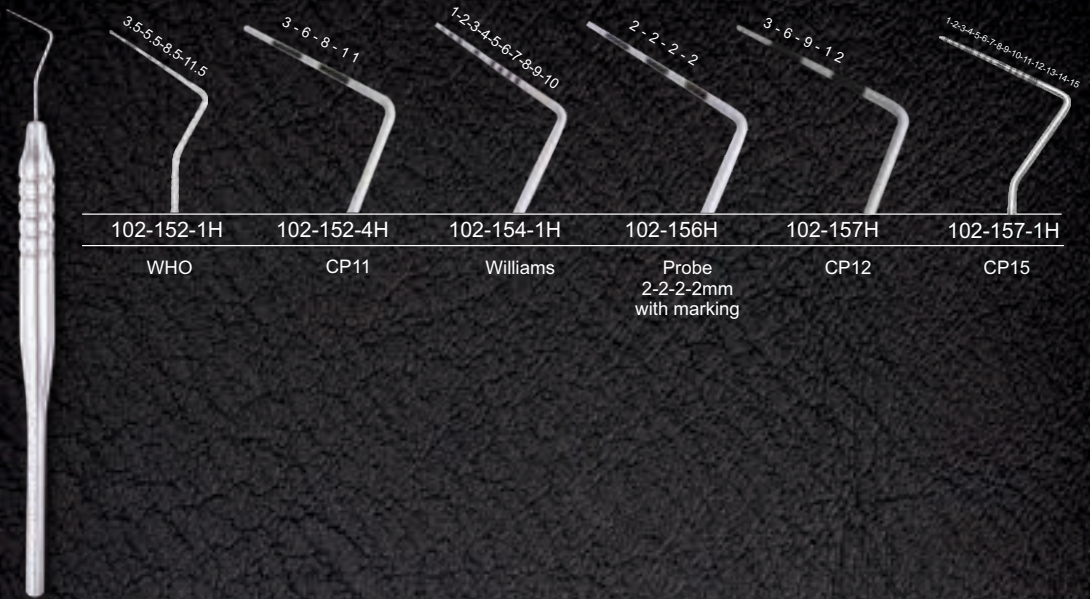 3.5-5.5-8.5-11.5
3 - 6 - 8 - 11
1-2-3-4-5-6-7-8-9-10
2 - 2 - 2 - 2
3 - 6 - 9 - 12
1-2-3-4-5-6-7-8-9-10-11-12-13-14-15
102-152-1H
102-152-4H
102-154-1H
102-156H
102-157H
102-157-1H
WHO
CP11
Williams
Probe
2-2-2-2mm
with marking
CP12
CP15